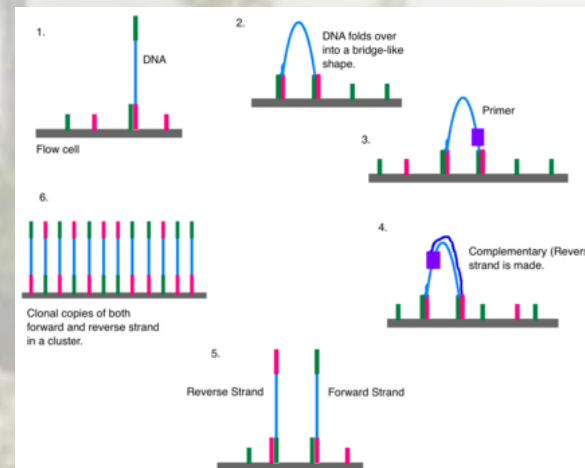 1.
DNA
Flow cell
2.
DNA folds over
into a bridge-like
shape.
3.
Primer
4.
Complementary (Revers
strand is made.
5.
Reverse Strand
Forward Strand
6.
Clonal copies of both
forward and reverse strand
in a cluster.